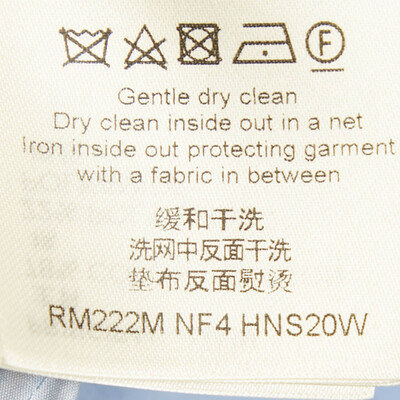 F
Gentle dry clean
Dry clean inside out in a net
Iron inside out protecting garment
with a fabric in between
缓和干洗
洗网中反面干洗
垫布反面熨烫
RM222M NF4 HNS20W